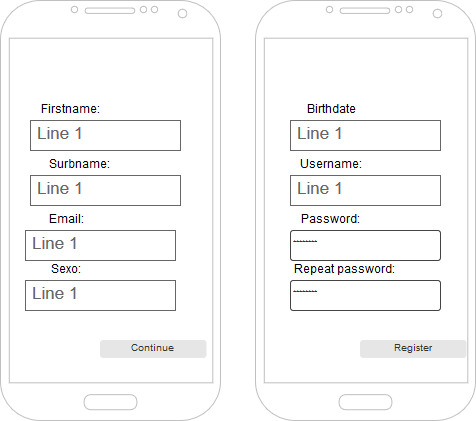 Firstname:
Line 1
Surbname:
Line 1
Email:
Line 1
Sexo:
Line 1
Continue
Birthdate
Line 1
Username:
Line 1
Password:
--------
Repeat password:
--------
Register